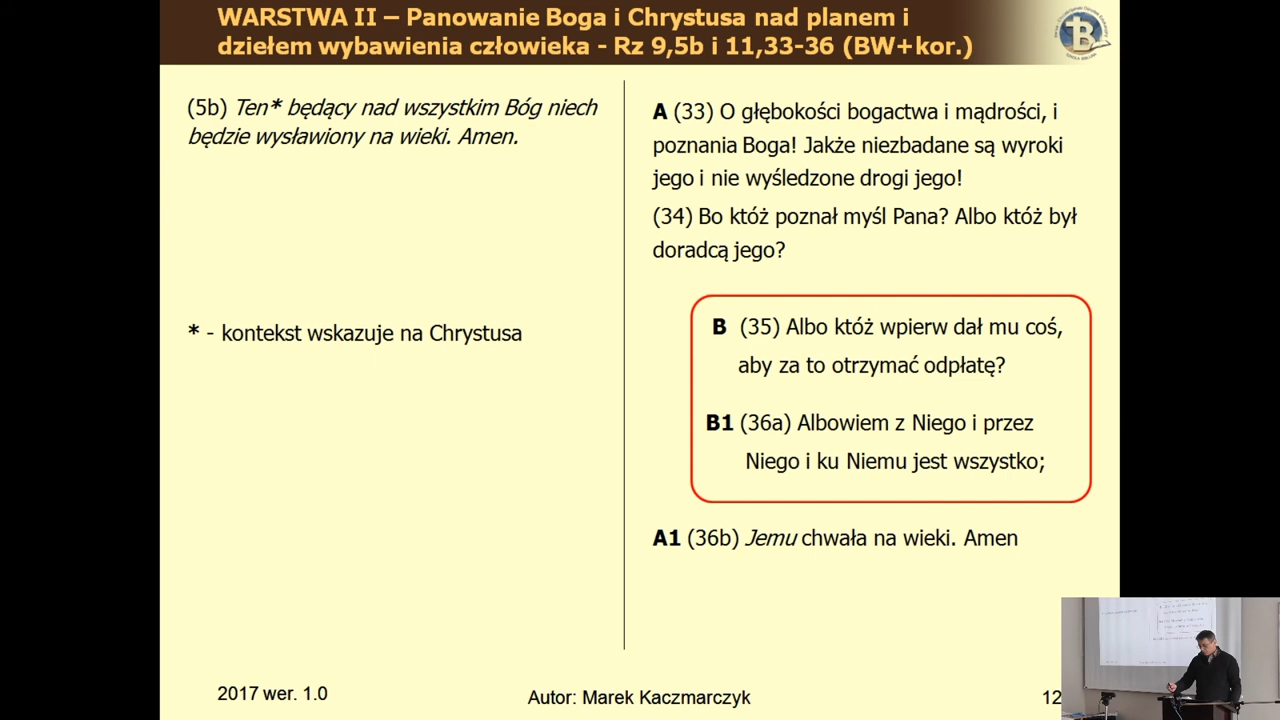 WARSTWA II – Panowanie Boga i Chrystusa nad planem i
dziełem wybawienia człowieka - Rz 9,5b i 11,33-36 (BW+kor.)
(5b) Ten* będący nad wszystkim Bóg niech
będzie wysławiony na wieki. Amen.
* - kontekst wskazuje na Chrystusa
A (33) O głębokości bogactwa i mądrości, i
poznania Boga! Jakże niezbadane są wyroki
jego i nie wyśledzone drogi jego!
(34) Bo któż poznał myśl Pana? Albo któż był
doradcą jego?
B (35) Albo któż wpierw dał mu coś,
aby za to otrzymać odpłatę?
B1 (36a) Albowiem z Niego i przez
Niego i ku Niemu jest wszystko;
A1 (36b) Jemu chwała na wieki. Amen
2017 wer. 1.0
Autor: Marek Kaczmarczyk
12